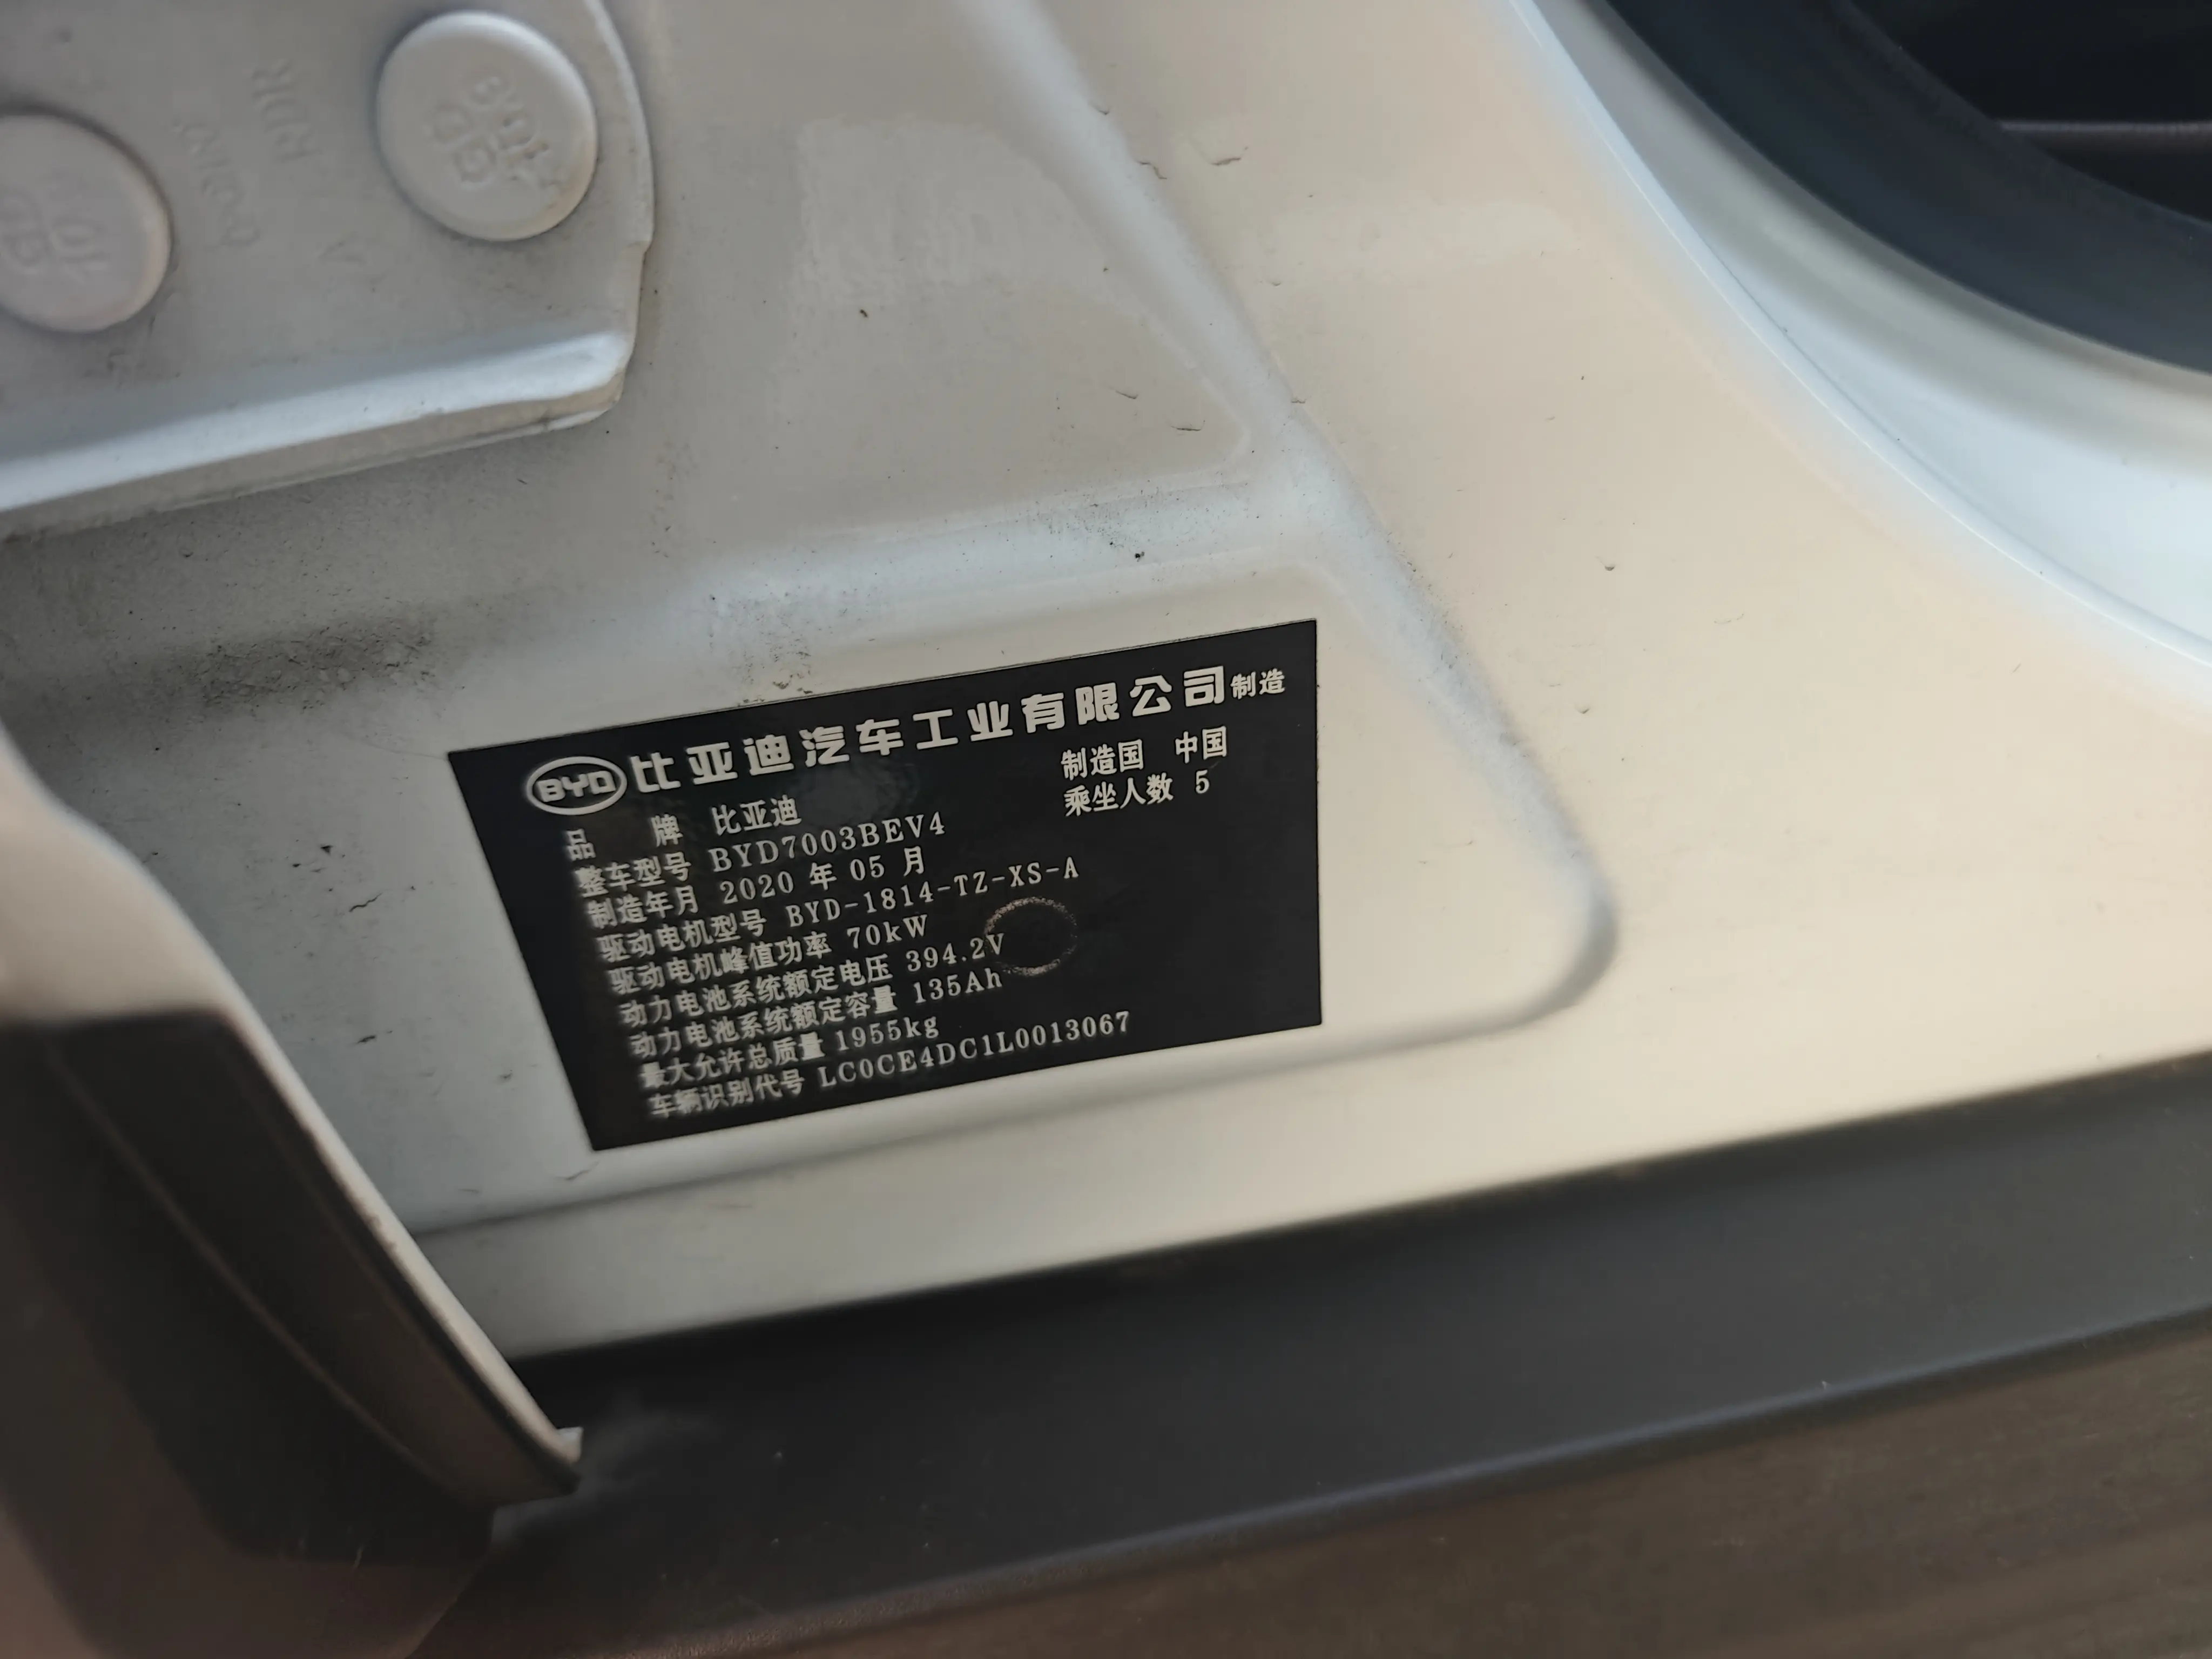 BYD 比亚迪汽车工业有限公司制造
品 牌 比亚迪 制造国 中国
整车型号 BYD7003BEV4 乘坐人数 5
制造年月 2020 年 05 月
驱动电机型号 BYD-1814-TZ-XS-A
驱动电机峰值功率 70kW
动力电池系统额定电压 394.2V
动力电池系统额定容量 135Ah
最大允许总质量 1955kg
车辆识别代号 LC0CE4DC1L0013067